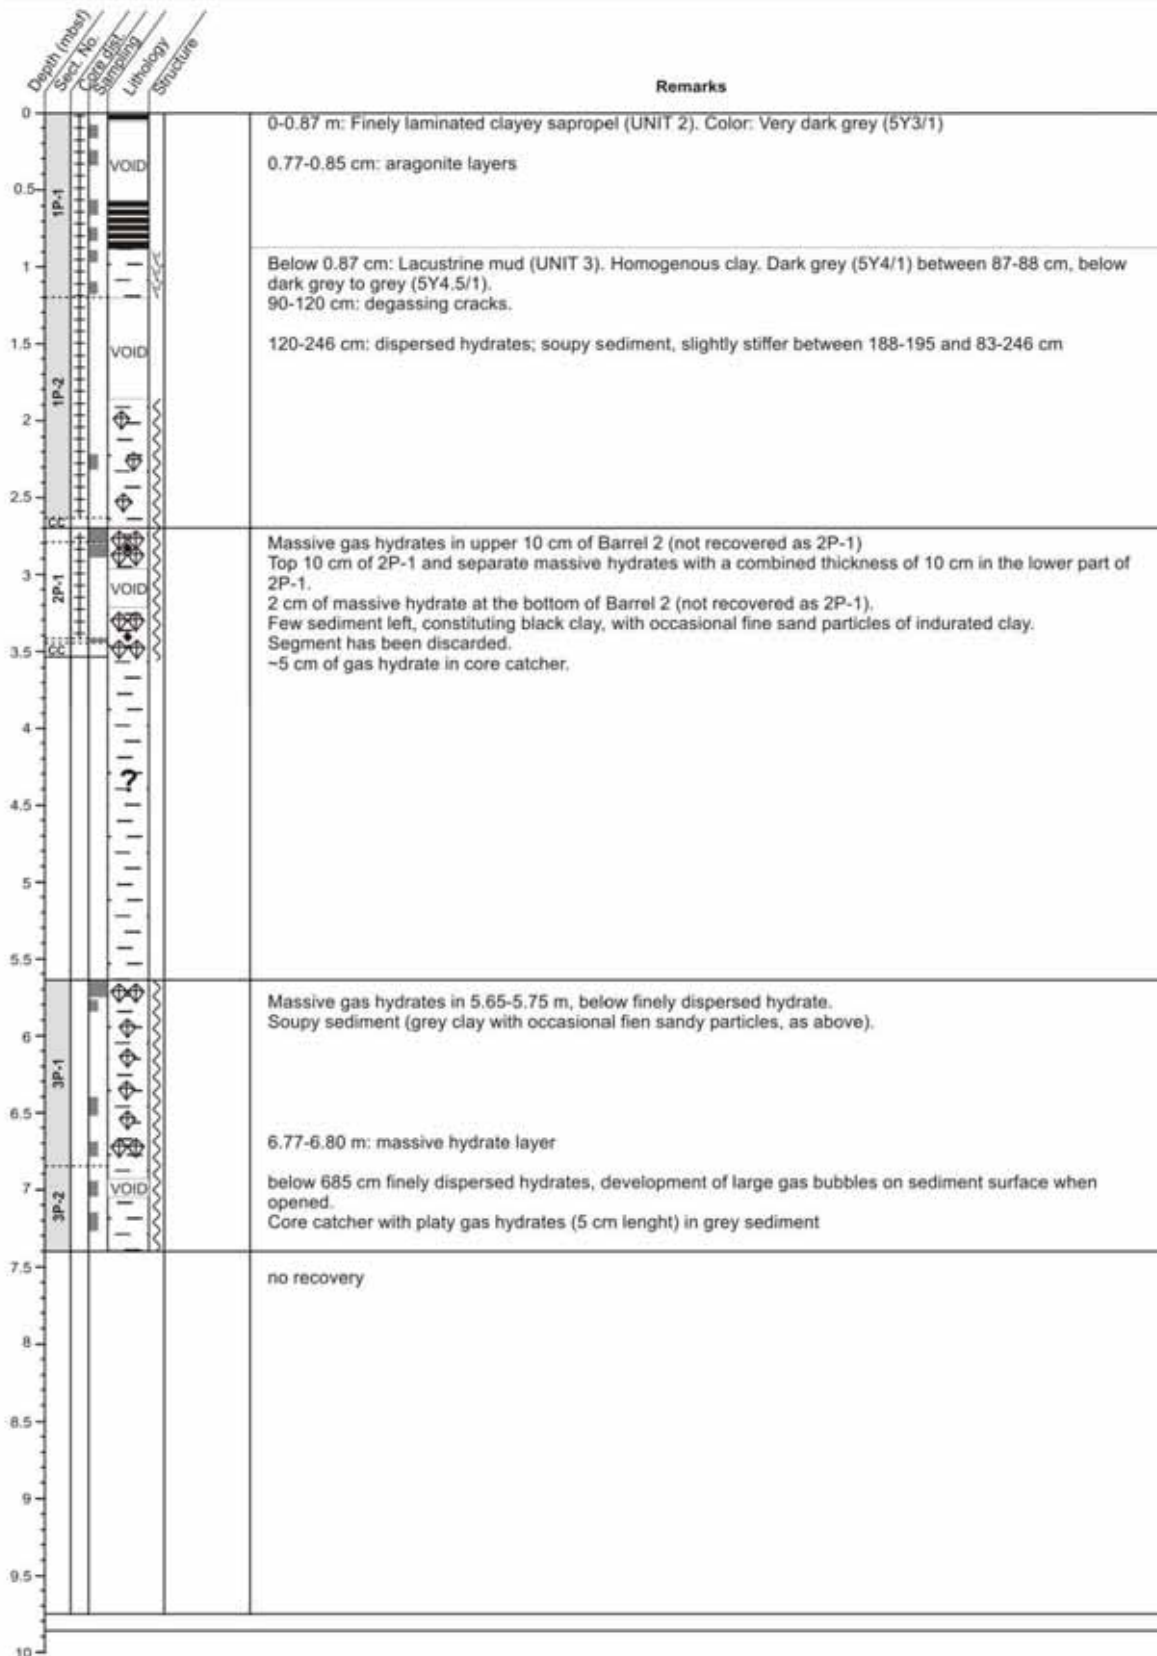 Depth (mbsf)
Sect. No.
Core dist.
Sampling
Lithology
Structure
Remarks
0
0-0.87 m: Finely laminated clayey sapropel (UNIT 2). Color: Very dark grey (5Y3/1)
VOID
0.77-0.85 cm: aragonite layers
0.5
1P-1
Below 0.87 cm: Lacustrine mud (UNIT 3). Homogenous clay. Dark grey (5Y4/1) between 87-88 cm, below
1
dark grey to grey (5Y4.5/1).
90-120 cm: degassing cracks.
1.5
VOID
120-246 cm: dispersed hydrates; soupy sediment, slightly stiffer between 188-195 and 83-246 cm
1P-2
2
2.5
CC
Massive gas hydrates in upper 10 cm of Barrel 2 (not recovered as 2P-1)
Top 10 cm of 2P-1 and separate massive hydrates with a combined thickness of 10 cm in the lower part of
3
2P-1
VOID
2P-1.
2 cm of massive hydrate at the bottom of Barrel 2 (not recovered as 2P-1).
Few sediment left, constituting black clay, with occasional fine sand particles of indurated clay.
3.5
CC
Segment has been discarded.
~5 cm of gas hydrate in core catcher.
4
?
4.5
5
5.5
Massive gas hydrates in 5.65-5.75 m, below finely dispersed hydrate.
Soupy sediment (grey clay with occasional fien sandy particles, as above).
6
3P-1
6.5
6.77-6.80 m: massive hydrate layer
7
3P-2
VOID
below 685 cm finely dispersed hydrates, development of large gas bubbles on sediment surface when
opened.
Core catcher with platy gas hydrates (5 cm lenght) in grey sediment
7.5
no recovery
8
8.5
9
9.5
10